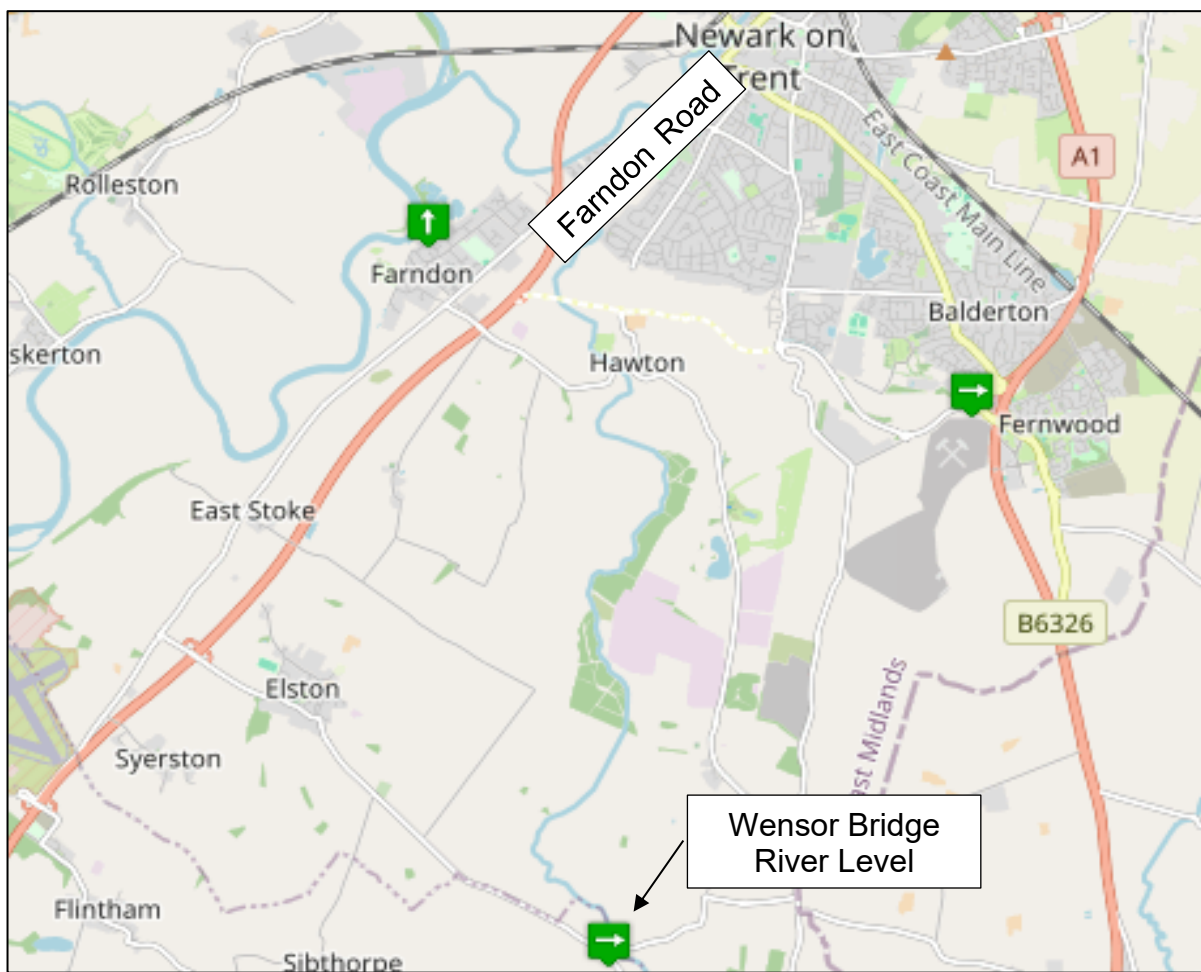 Newark on
Trent
Farndon Road
A1
East Coast Main Line
Rolleston
Farndon
Balderton
skerton
Hawton
Fernwood
East Stoke
B6326
Elston
ast Midlands
Syerston
Wensor Bridge
River Level
Flintham
Sibthorpe